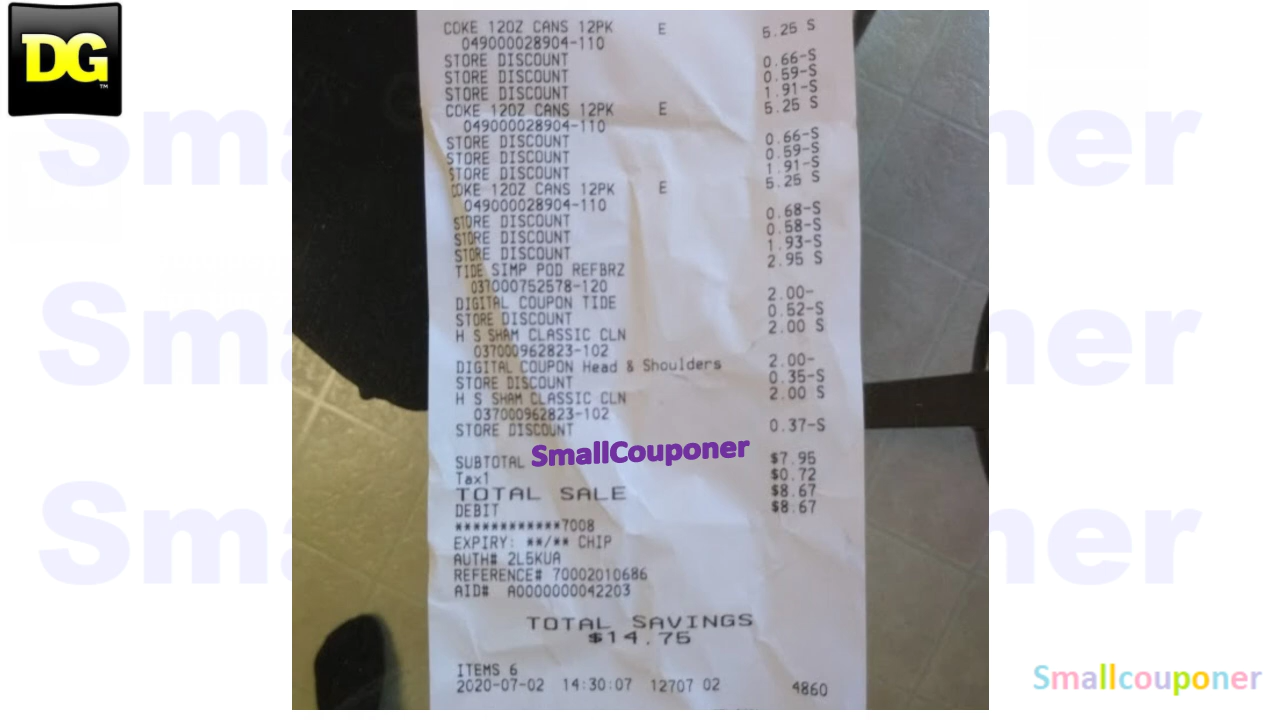 DG
TM
COKE 12OZ CANS 12PK E 5.25 S
049000028904-110
STORE DISCOUNT 0.66-S
STORE DISCOUNT 0.59-S
STORE DISCOUNT 1.91-S
COKE 12OZ CANS 12PK E 5.25 S
049000028904-110
STORE DISCOUNT 0.66-S
STORE DISCOUNT 0.59-S
STORE DISCOUNT 1.91-S
COKE 12OZ CANS 12PK E 5.25 S
049000028904-110
STORE DISCOUNT 0.68-S
STORE DISCOUNT 0.58-S
STORE DISCOUNT 1.93-S
TIDE SIMP POD REFBRZ 2.95 S
037000752578-120
DIGITAL COUPON TIDE 2.00-
STORE DISCOUNT 0.52-S
H S SHAM CLASSIC CLN 2.00 S
037000962823-102
DIGITAL COUPON Head & Shoulders 2.00-
STORE DISCOUNT 0.35-S
H S SHAM CLASSIC CLN 2.00 S
037000962823-102
STORE DISCOUNT 0.37-S
SmallCouponer
SUBTOTAL $7.95
Tax1 $0.72
TOTAL SALE $8.67
DEBIT $8.67
************7008
EXPIRY: **/** CHIP
AUTH# 2L5KUA
REFERENCE# 70002010686
AID# A0000000042203
TOTAL SAVINGS
$14.75
ITEMS 6
2020-07-02 14:30:07 12707 02 4860
Smallcouponer